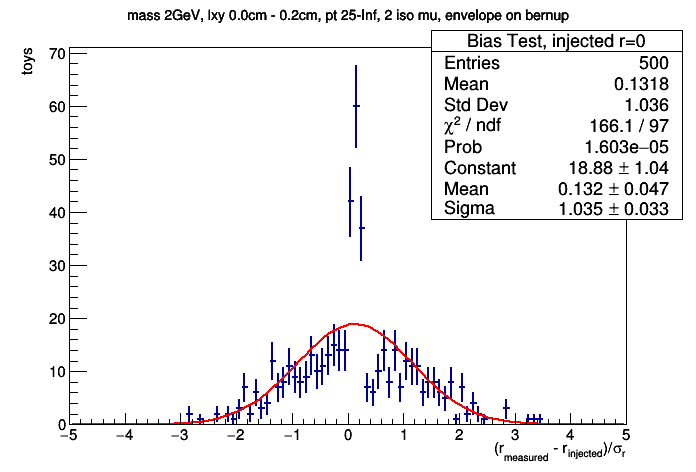 mass 2GeV, lxy 0.0cm - 0.2cm, pt 25-Inf, 2 iso mu, envelope on bernup
Bias Test, injected r=0
Entries 500
Mean 0.1318
Std Dev 1.036
χ² / ndf 166.1 / 97
Prob 1.603e−05
Constant 18.88 ± 1.04
Mean 0.132 ± 0.047
Sigma 1.035 ± 0.033
toys
70
60
50
40
30
20
10
0
−5 −4 −3 −2 −1 0 1 2 3 4 5
(r_measured - r_injected)/σ_r